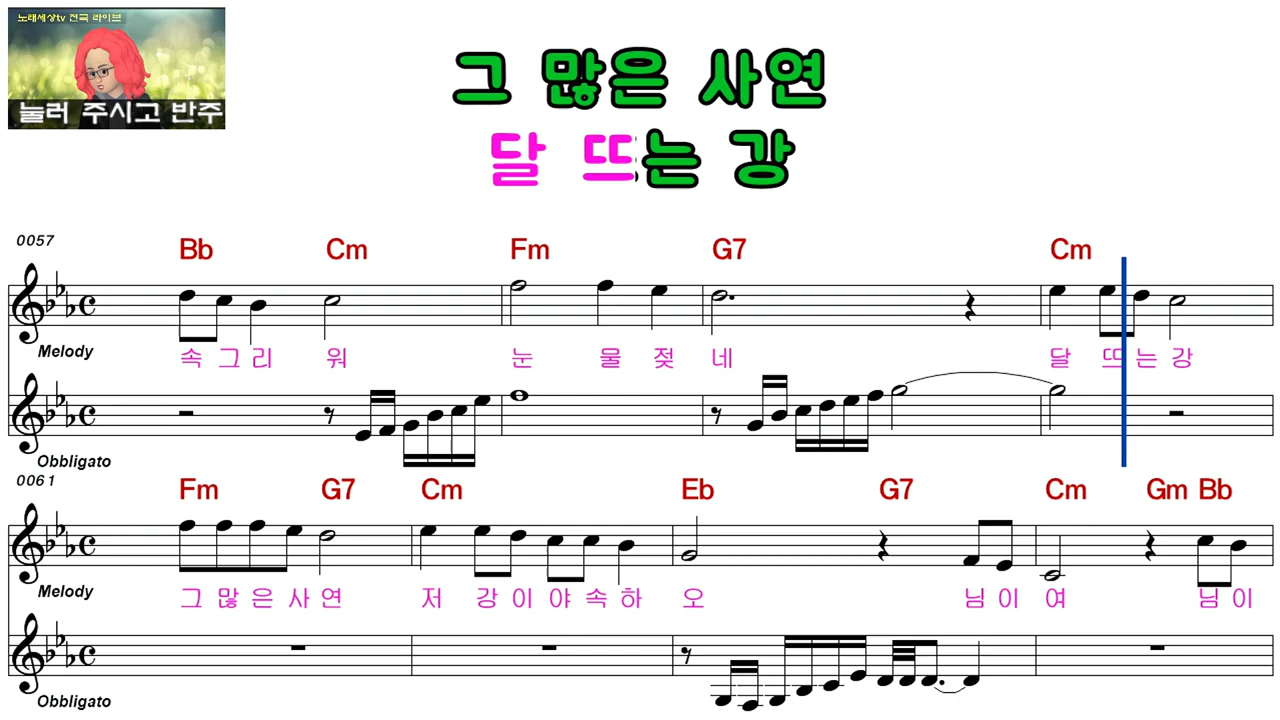 노래세상tv 전국 라이브
눌러 주시고 반주
그 많은 사연
달 뜨는 강
0057
Bb Cm Fm G7 Cm
Melody
속 그 리 워 눈 물 젖 네 달 뜨 는 강
Obbligato
0061
Fm G7 Cm Eb G7 Cm Gm Bb
Melody
그 많 은 사 연 저 강 이 야 속 하 오 님 이 여 님 이
Obbligato